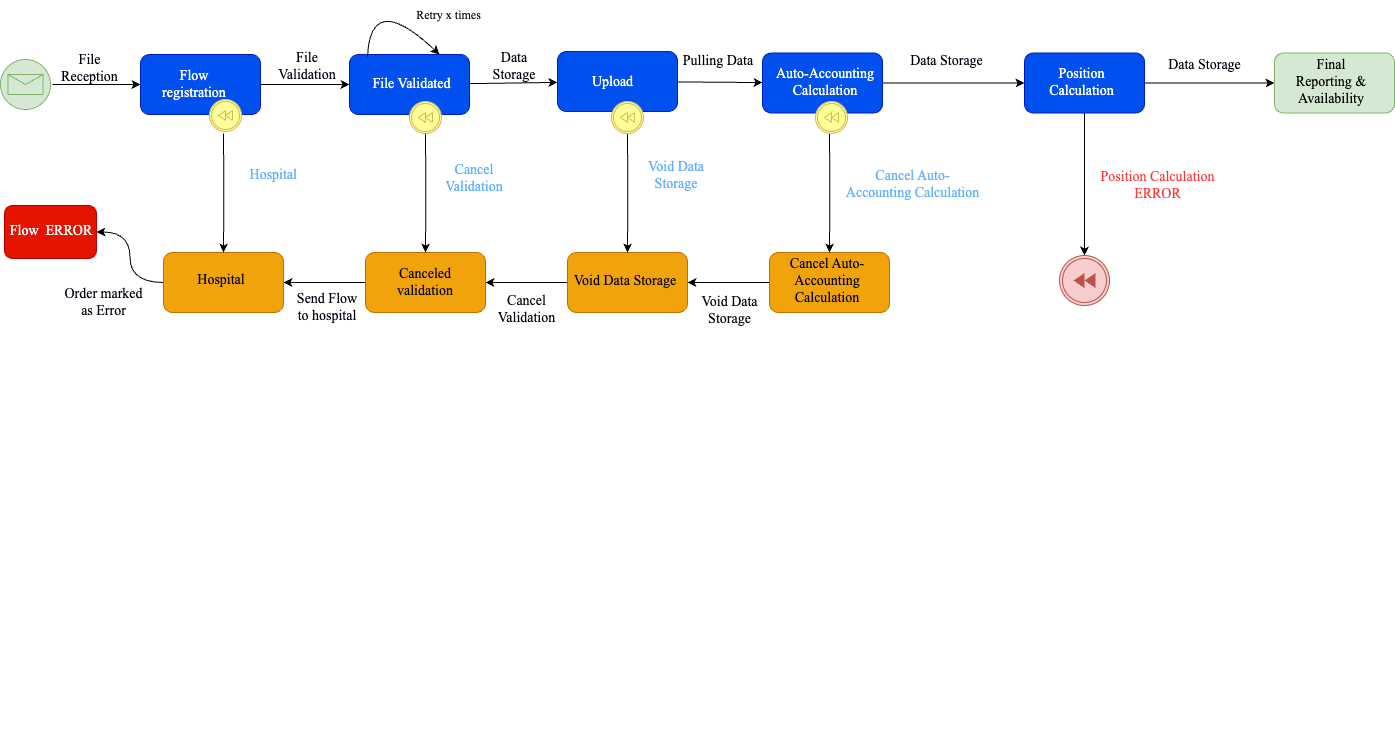 Retry x times
File
Reception
Flow
registration
File
Validation
File Validated
Data
Storage
Upload
Pulling Data
Auto-Accounting
Calculation
Data Storage
Position
Calculation
Data Storage
Final
Reporting &
Availability
Hospital
Cancel
Validation
Void Data
Storage
Cancel Auto-
Accounting Calculation
Position Calculation
ERROR
Flow  ERROR
Order marked
as Error
Hospital
Send Flow
to hospital
Canceled
validation
Cancel
Validation
Void Data Storage
Void Data
Storage
Cancel Auto-
Accounting
Calculation